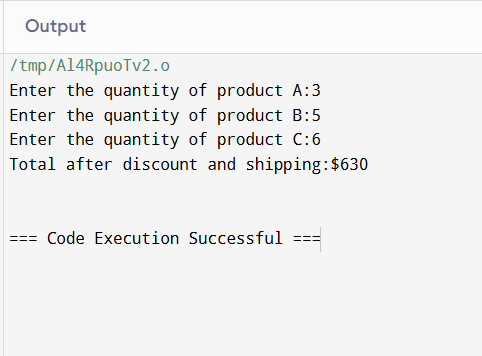 Output
/tmp/Al4RpuoTv2.o
Enter the quantity of product A:3
Enter the quantity of product B:5
Enter the quantity of product C:6
Total after discount and shipping:$630
=== Code Execution Successful ===